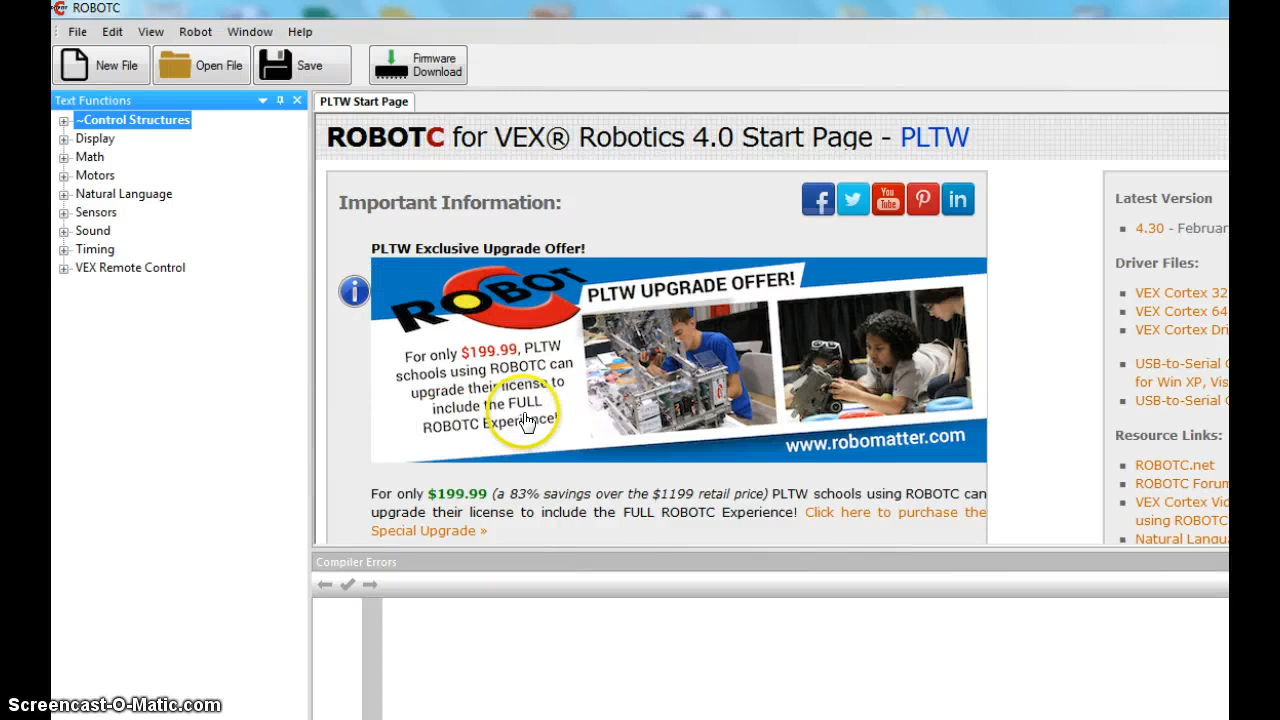 ROBOTC
File Edit View Robot Window Help
New File Open File Save Firmware Download
Text Functions
~Control Structures
Display
Math
Motors
Natural Language
Sensors
Sound
Timing
VEX Remote Control
PLTW Start Page
ROBOTC for VEX® Robotics 4.0 Start Page - PLTW
Important Information:
You Tube
in
PLTW Exclusive Upgrade Offer!
ROBOT
PLTW UPGRADE OFFER!
For only $199.99, PLTW
schools using ROBOTC can
upgrade their license to
include the FULL
ROBOTC Experience!
www.robomatter.com
For only $199.99 (a 83% savings over the $1199 retail price) PLTW schools using ROBOTC can
upgrade their license to include the FULL ROBOTC Experience! Click here to purchase the
Special Upgrade »
Latest Version
4.30 - Februar
Driver Files:
VEX Cortex 32
VEX Cortex 64
VEX Cortex Dri
USB-to-Serial C
for Win XP, Vis
USB-to-Serial C
Resource Links:
ROBOTC.net
ROBOTC Forum
VEX Cortex Vid
using ROBOTC
Natural Langua
Compiler Errors
Screencast-O-Matic.com